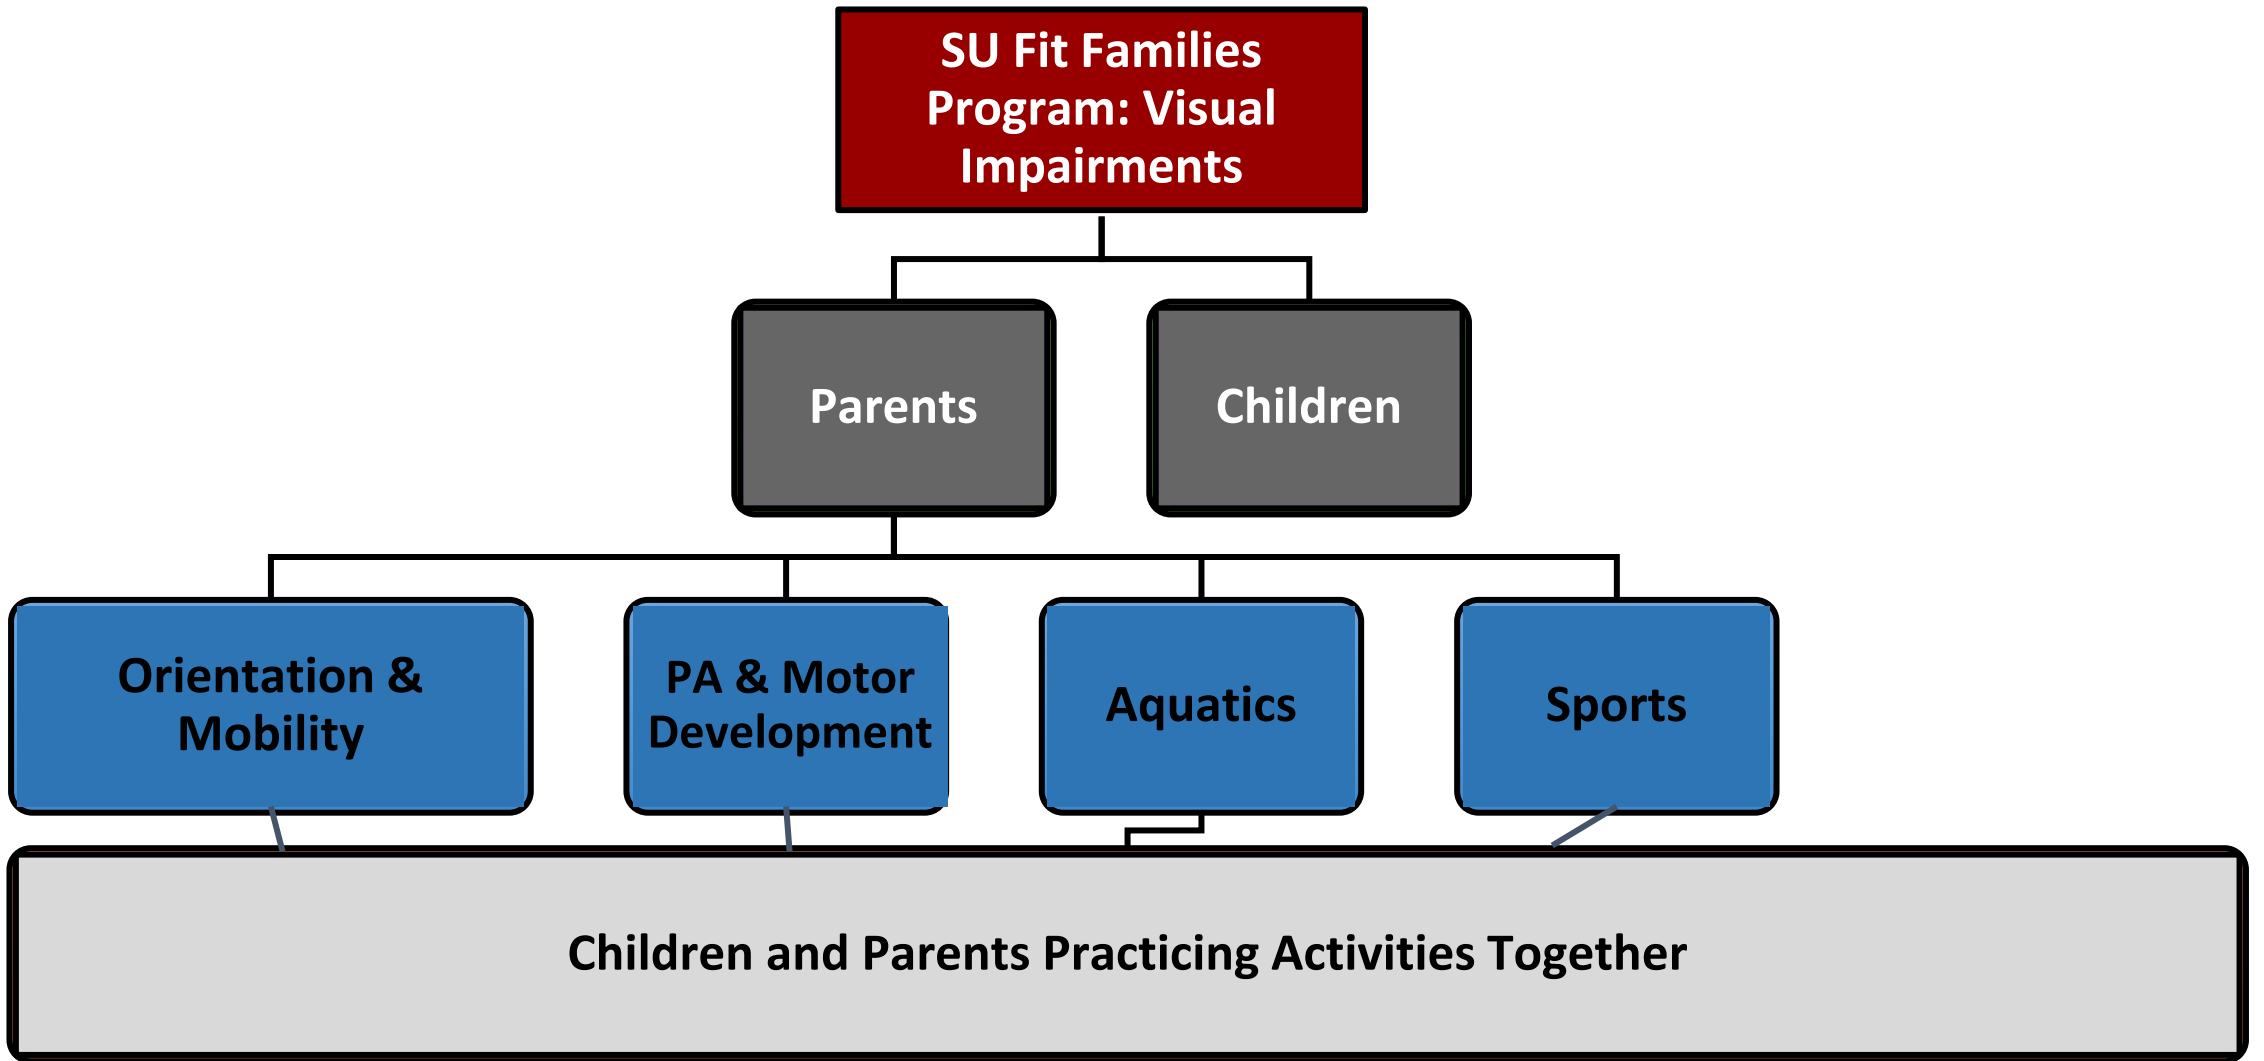 SU Fit Families
Program: Visual
Impairments
Parents
Children
Orientation &
Mobility
PA & Motor
Development
Aquatics
Sports
Children and Parents Practicing Activities Together